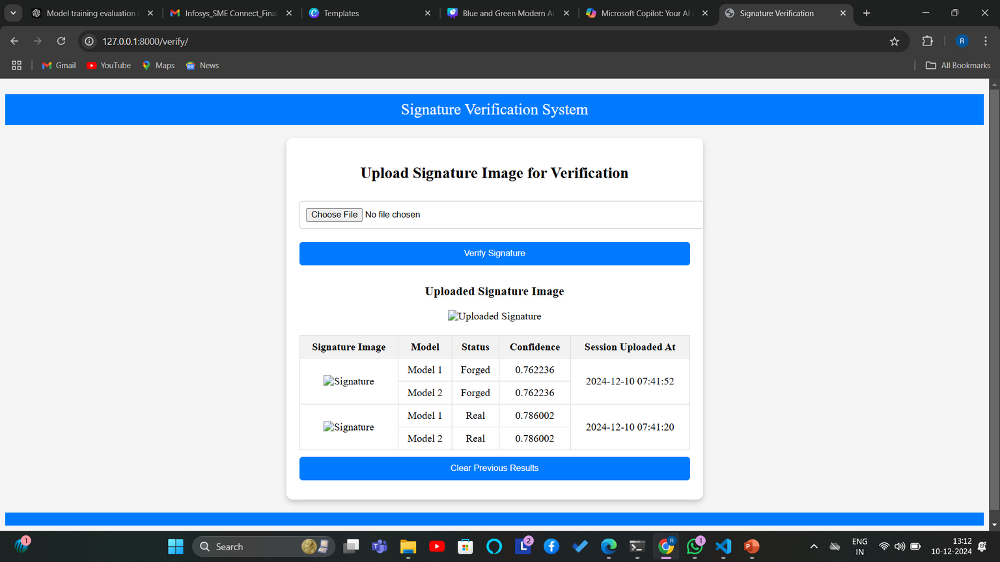 Model training evaluation
Infosys_SME Connect_Final
Templates
Blue and Green Modern Ar
Microsoft Copilot: Your AI
Signature Verification
127.0.0.1:8000/verify/
R
Gmail
YouTube
Maps
News
All Bookmarks
Signature Verification System
Upload Signature Image for Verification
Choose File No file chosen
Verify Signature
Uploaded Signature Image
Uploaded Signature
Signature Image Model Status Confidence Session Uploaded At
Signature
Model 1 Forged 0.762236
2024-12-10 07:41:52
Model 2 Forged 0.762236
Signature
Model 1 Real 0.786002
2024-12-10 07:41:20
Model 2 Real 0.786002
Clear Previous Results
1
Search
L
2
R
1
P
ENG
IN
13:12
10-12-2024